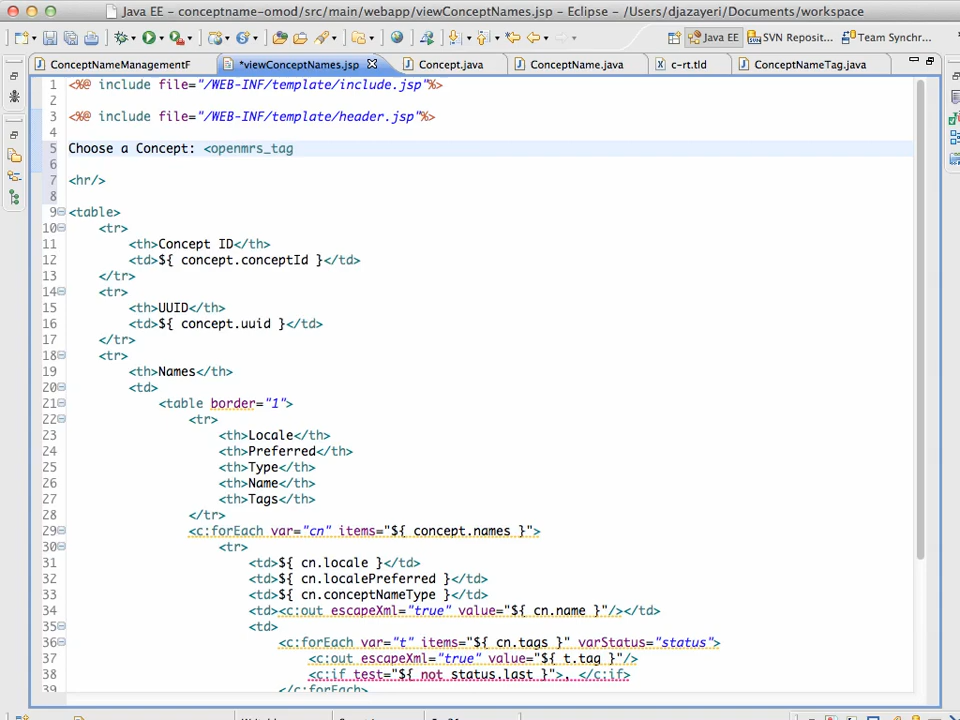 Java EE - conceptname-omod/src/main/webapp/viewConceptNames.jsp - Eclipse - /Users/djazayeri/Documents/workspace
Java EE SVN Reposit... Team Synchr...
ConceptNameManagementF *viewConceptNames.jsp Concept.java ConceptName.java c-rt.tld ConceptNameTag.java
1 <%@ include file="/WEB-INF/template/include.jsp"%>
2
3 <%@ include file="/WEB-INF/template/header.jsp"%>
4
5 Choose a Concept: <openmrs_tag
6
7 <hr/>
8
9 <table>
10 <tr>
11 <th>Concept ID</th>
12 <td>${ concept.conceptId }</td>
13 </tr>
14 <tr>
15 <th>UUID</th>
16 <td>${ concept.uuid }</td>
17 </tr>
18 <tr>
19 <th>Names</th>
20 <td>
21 <table border="1">
22 <tr>
23 <th>Locale</th>
24 <th>Preferred</th>
25 <th>Type</th>
26 <th>Name</th>
27 <th>Tags</th>
28 </tr>
29 <c:forEach var="cn" items="${ concept.names }">
30 <tr>
31 <td>${ cn.locale }</td>
32 <td>${ cn.localePreferred }</td>
33 <td>${ cn.conceptNameType }</td>
34 <td><c:out escapeXml="true" value="${ cn.name }"/></td>
35 <td>
36 <c:forEach var="t" items="${ cn.tags }" varStatus="status">
37 <c:out escapeXml="true" value="${ t.tag }"/>
38 <c:if test="${ not status.last }">, </c:if>
39 </c:forEach>